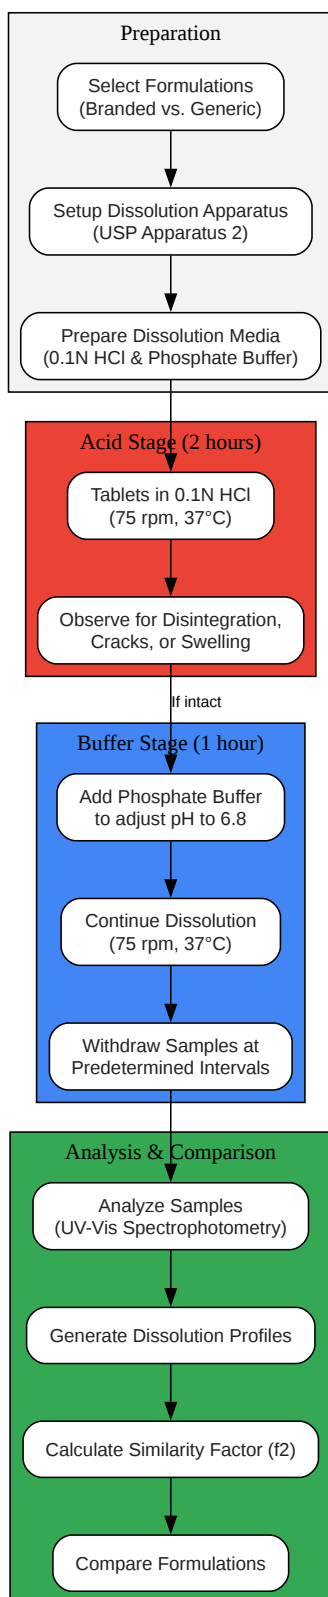 Preparation
Select Formulations
(Branded vs. Generic)
Setup Dissolution Apparatus
(USP Apparatus 2)
Prepare Dissolution Media
(0.1N HCl & Phosphate Buffer)
Acid Stage (2 hours)
Tablets in 0.1N HCl
(75 rpm, 37°C)
Observe for Disintegration,
Cracks, or Swelling
If intact
Buffer Stage (1 hour)
Add Phosphate Buffer
to adjust pH to 6.8
Continue Dissolution
(75 rpm, 37°C)
Withdraw Samples at
Predetermined Intervals
Analysis & Comparison
Analyze Samples
(UV-Vis Spectrophotometry)
Generate Dissolution Profiles
Calculate Similarity Factor (f2)
Compare Formulations